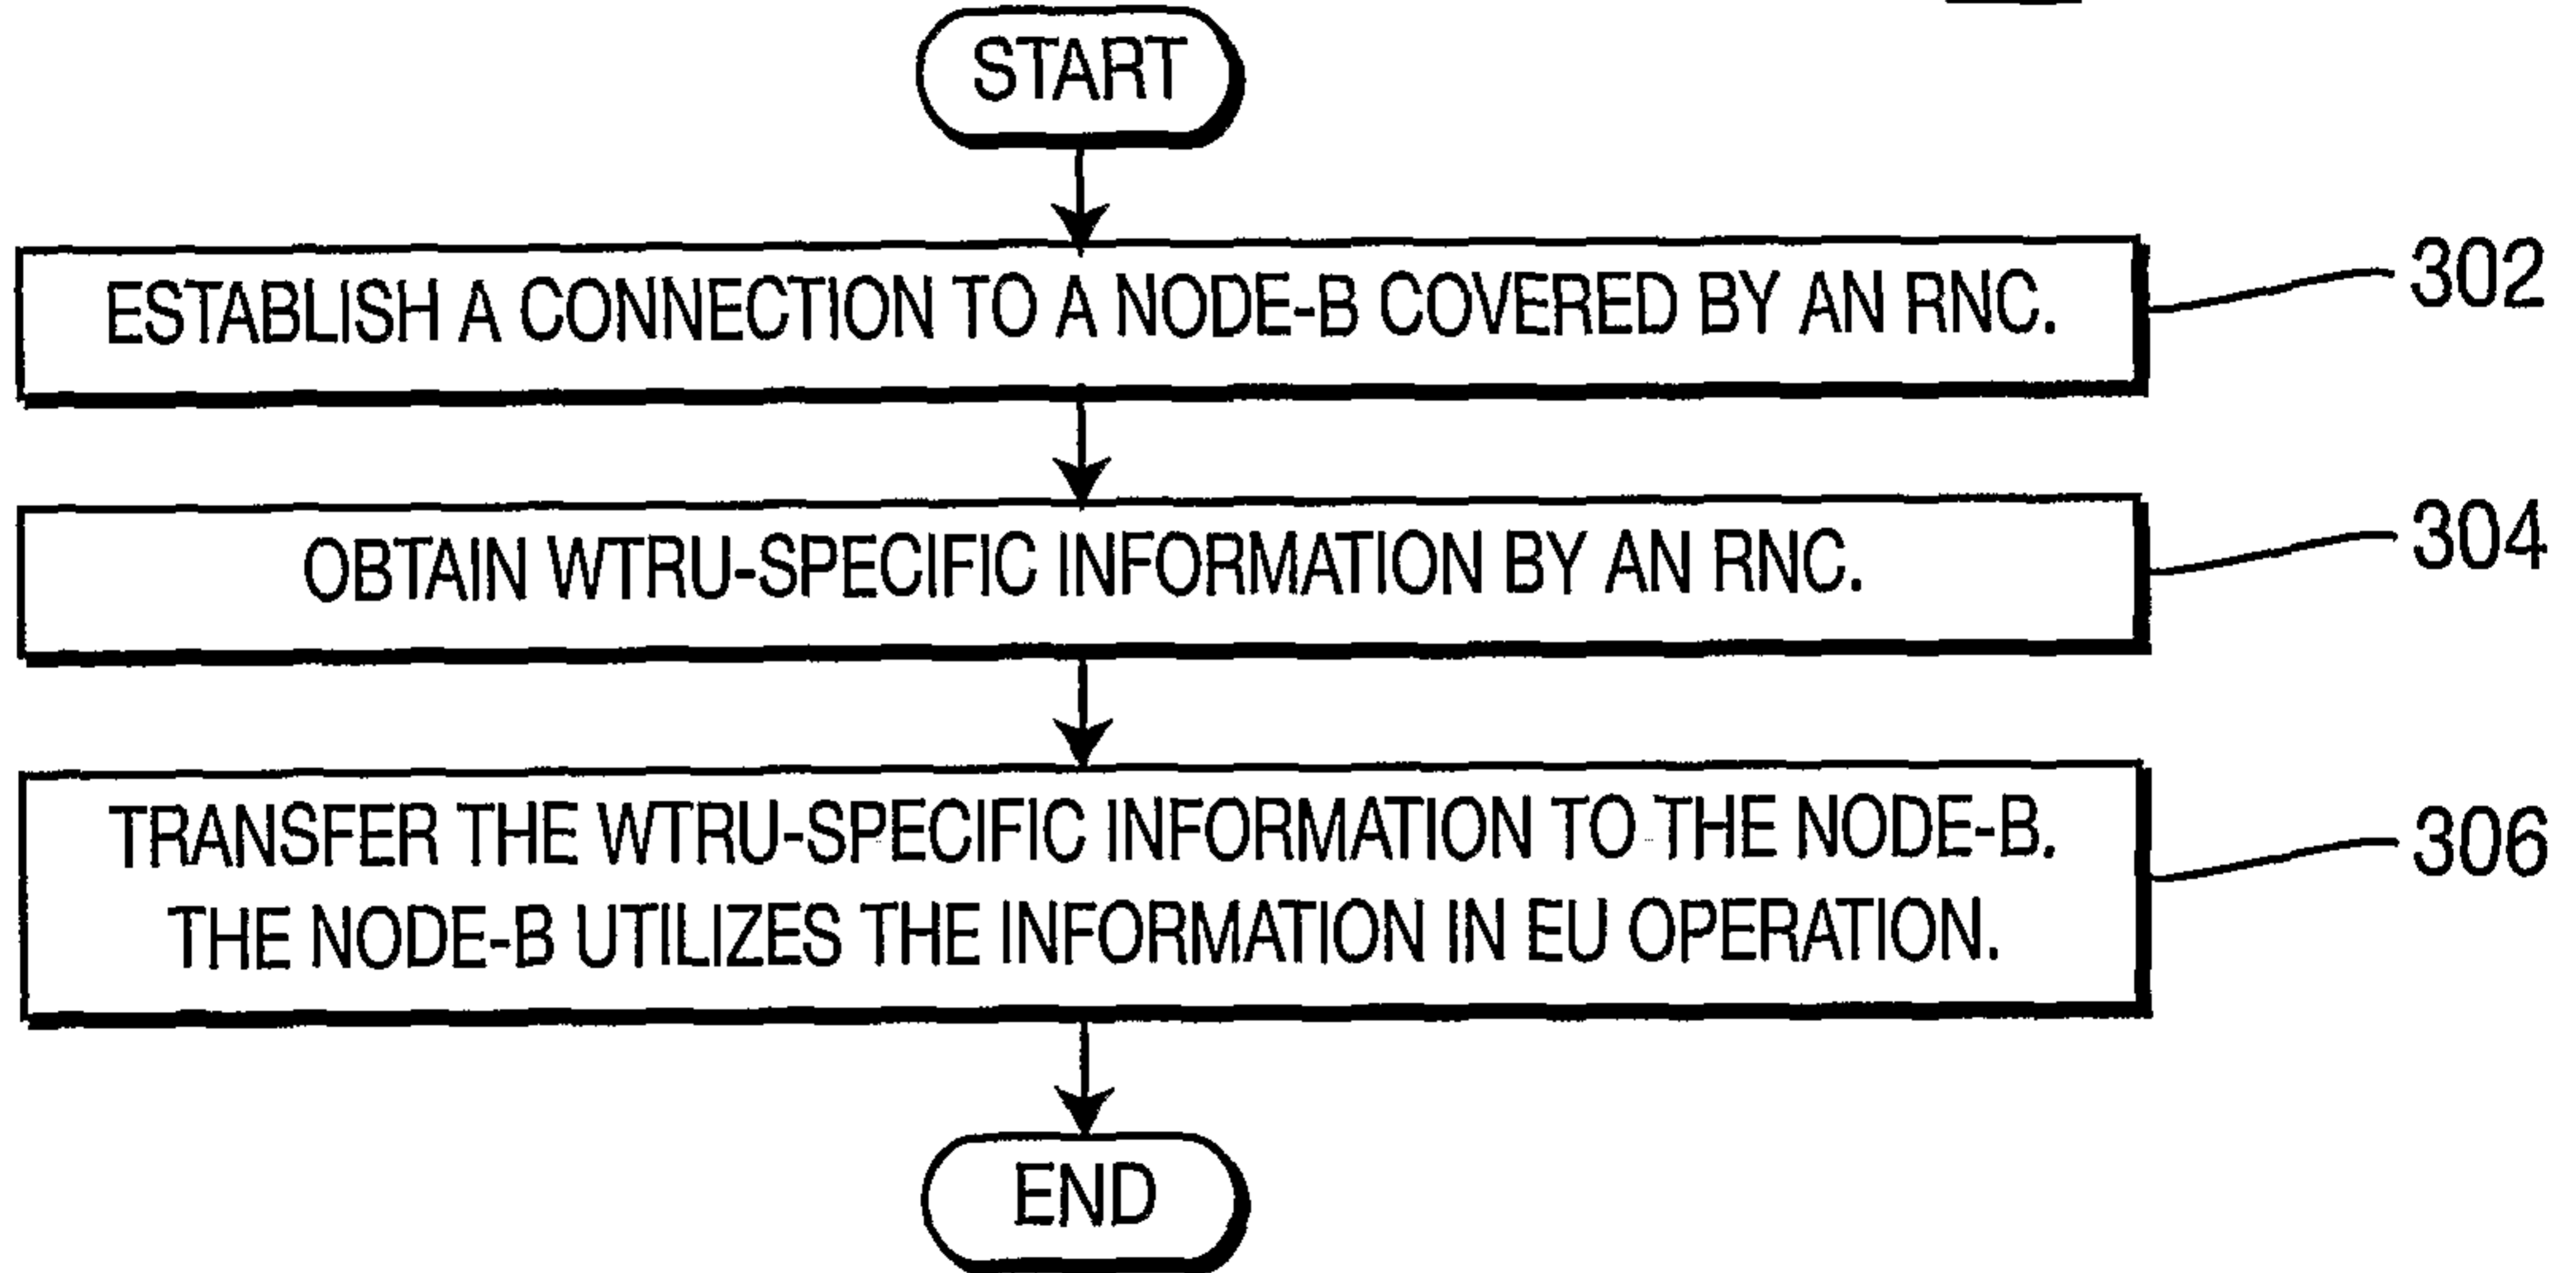 START
ESTABLISH A CONNECTION TO A NODE-B COVERED BY AN RNC.
302
OBTAIN WTRU-SPECIFIC INFORMATION BY AN RNC.
304
TRANSFER THE WTRU-SPECIFIC INFORMATION TO THE NODE-B.
THE NODE-B UTILIZES THE INFORMATION IN EU OPERATION.
306
END